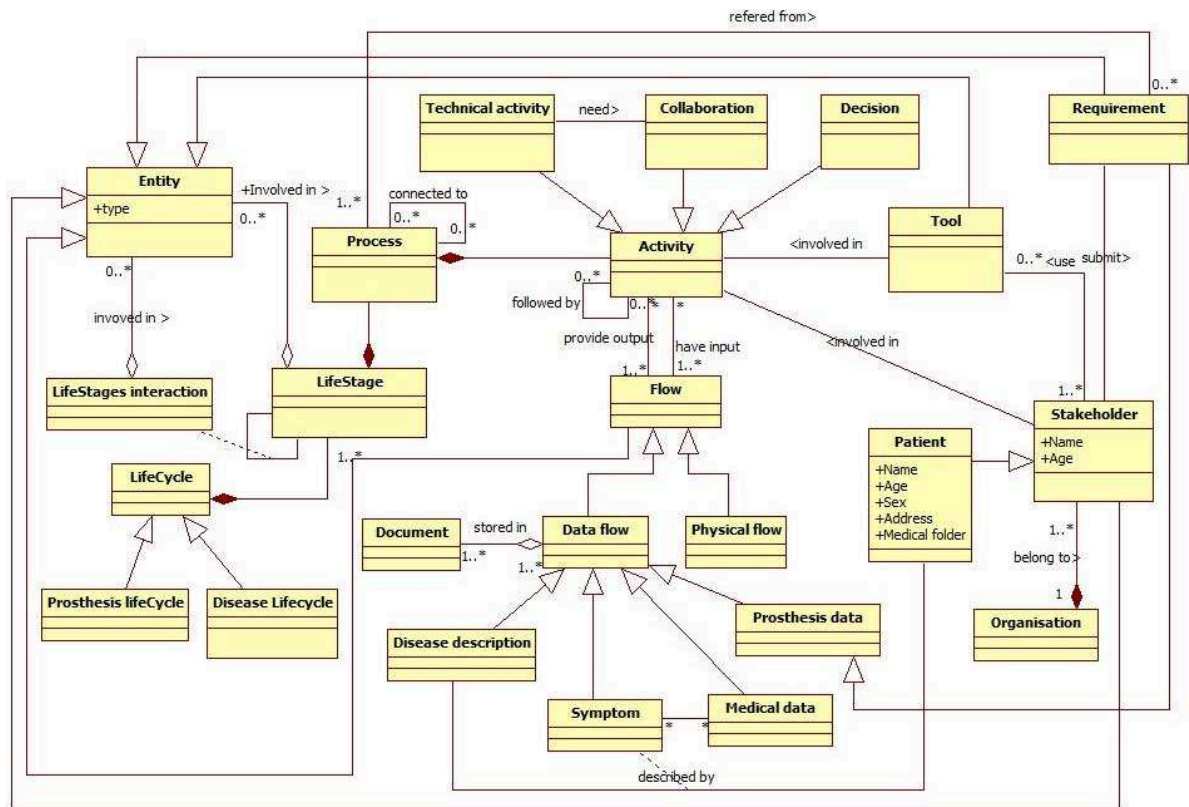 refered from>
0..*
Technical activity
need>
Collaboration
Decision
Requirement
Entity
+type
+Involved in >
0..*
1..*
connected to
0..*
0..*
Process
Activity
<involved in
Tool
0..*
<use
submit>
0..*
0..*
followed by
0..*
*
*
provide output
have input
1..*
1..*
<involved in
invoved in >
LifeStages interaction
LifeStage
Flow
1..*
1..*
Stakeholder
+Name
+Age
Patient
+Name
+Age
+Sex
+Address
+Medical folder
LifeCycle
Document
stored in
1..*
1..*
Data flow
Physical flow
1..*
belong to>
1
Organisation
Prosthesis lifeCycle
Disease Lifecycle
Disease description
Prosthesis data
Symptom
*
*
Medical data
described by